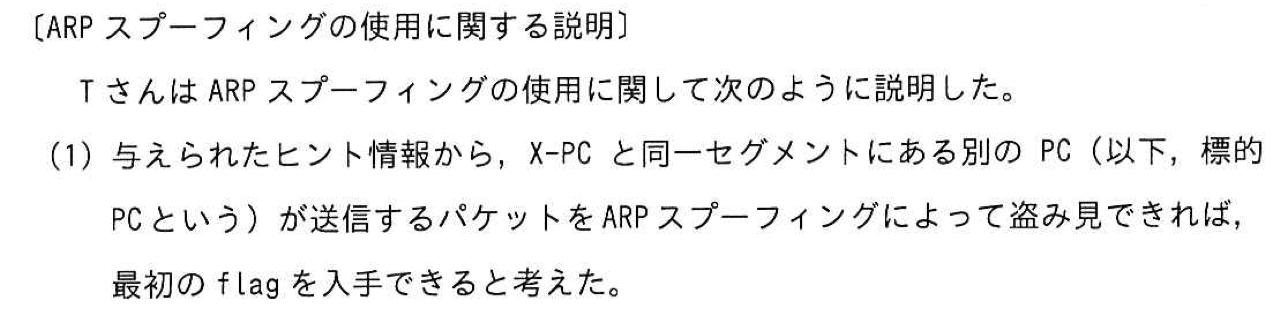 〔ARP スプーフィングの使用に関する説明〕
T さんは ARP スプーフィングの使用に関して次のように説明した。
(1) 与えられたヒント情報から，X-PC と同一セグメントにある別の PC（以下，標的
PC という）が送信するパケットを ARP スプーフィングによって盗み見できれば，
最初の flag を入手できると考えた。